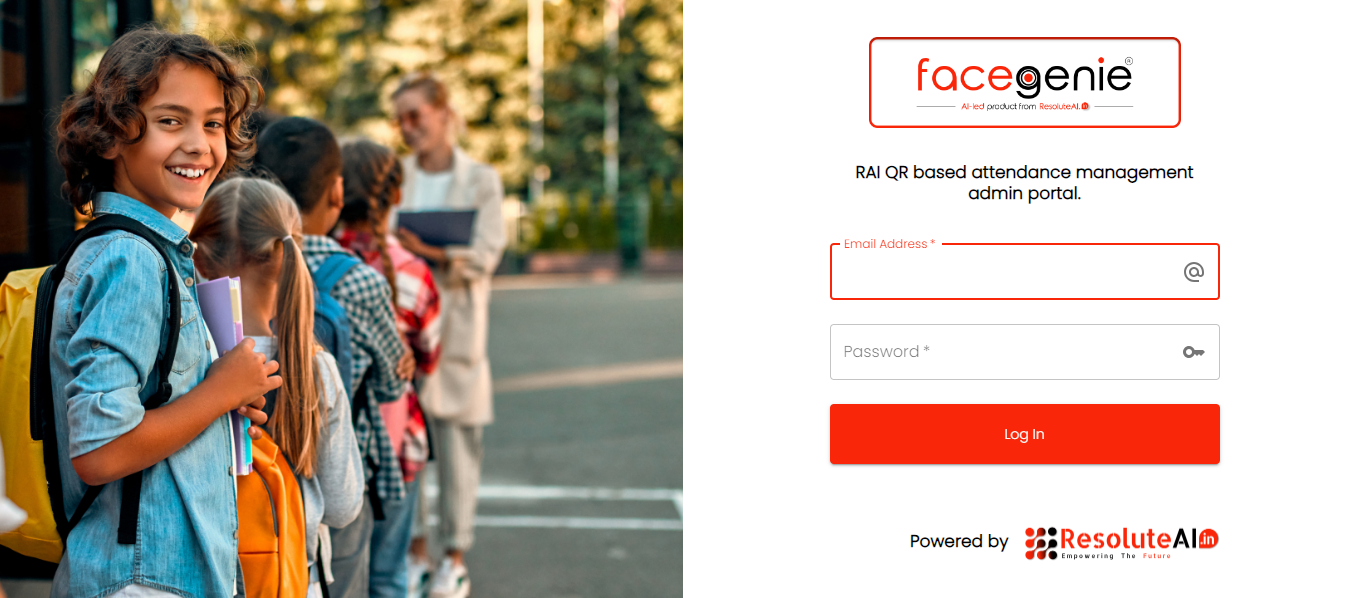 facegenie®
AI-led product from ResoluteAI.in
RAI QR based attendance management
admin portal.
Email Address *
@
Password *
Log In
Powered by
ResoluteAI.in
Empowering The Future